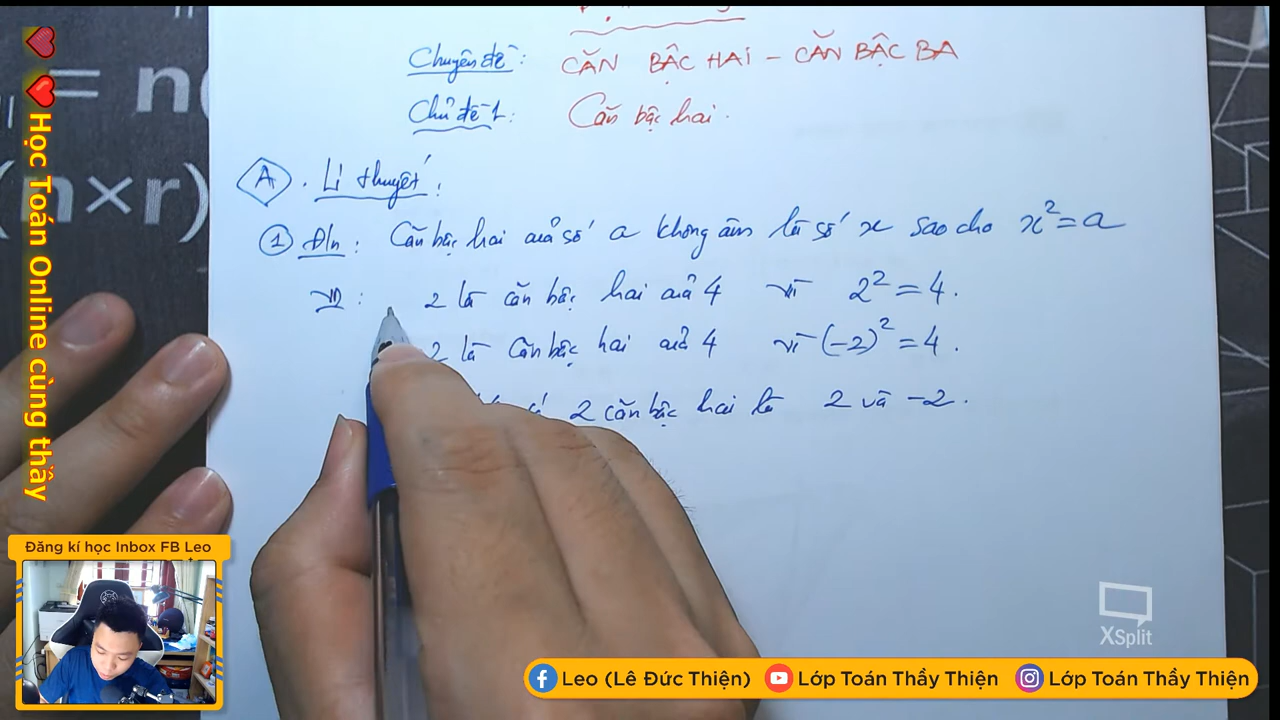 Chuyên đề: CĂN BẬC HAI - CĂN BẬC BA
Chủ đề 1: Căn bậc hai.
A. Lí thuyết:
① Đn: Căn bậc hai của số a không âm là số x sao cho x² = a
VD: 2 là căn bậc hai của 4 vì 2² = 4.
2 là căn bậc hai của 4 vì (-2)² = 4.
có 2 căn bậc hai là 2 và -2.
= n(
(n×r)
Học Toán Online cùng thầy
Đăng kí học Inbox FB Leo
XSplit
Leo (Lê Đức Thiện) Lớp Toán Thầy Thiện Lớp Toán Thầy Thiện